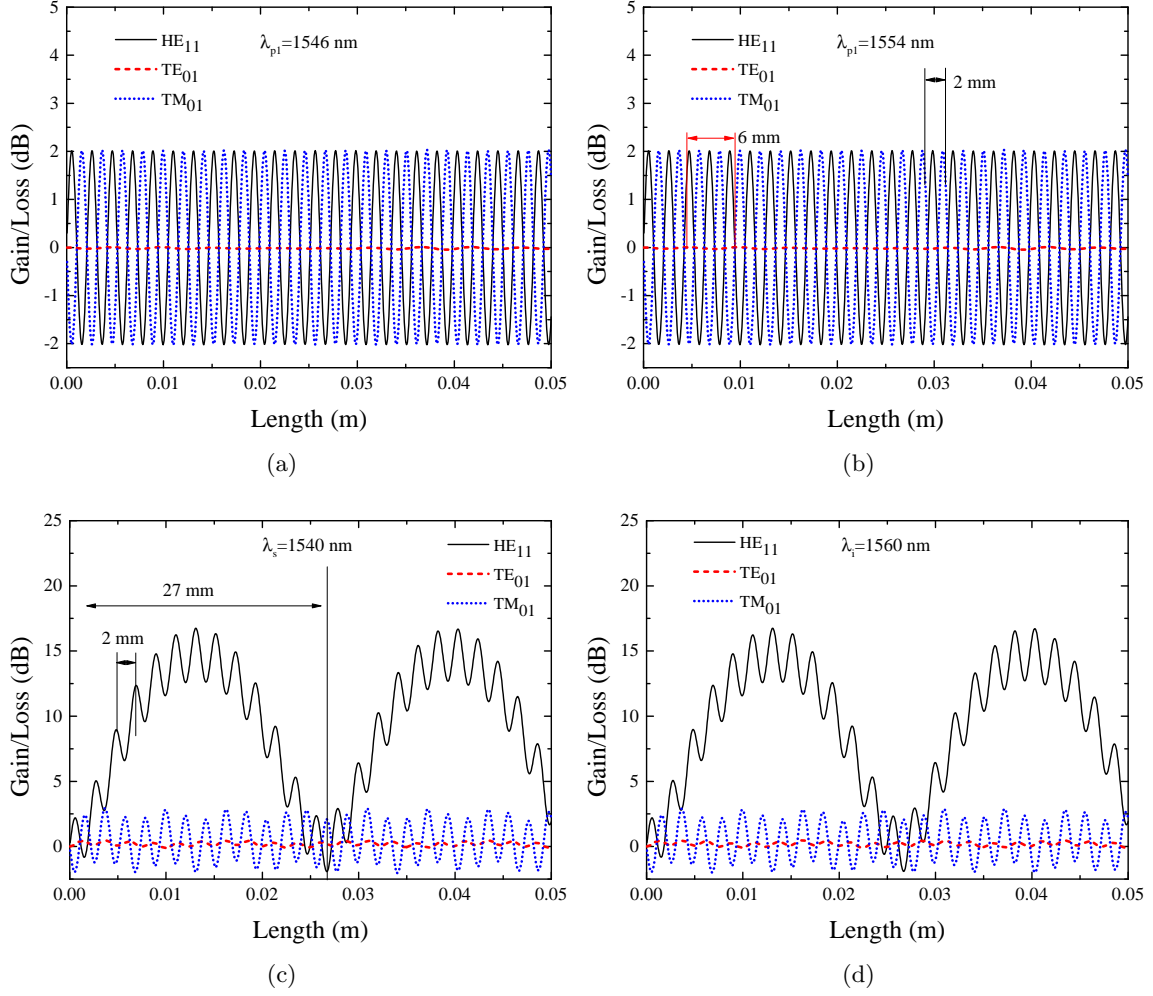 5
4
3
2
1
0
-1
-2
Gain/Loss (dB)
HE11
TE01
TM01
λp1=1546 nm
0.00 0.01 0.02 0.03 0.04 0.05
Length (m)
(a)
5
4
3
2
1
0
-1
-2
Gain/Loss (dB)
HE11
TE01
TM01
λp1=1554 nm
2 mm
6 mm
0.00 0.01 0.02 0.03 0.04 0.05
Length (m)
(b)
25
20
15
10
5
0
Gain/Loss (dB)
λs=1540 nm
HE11
TE01
TM01
27 mm
2 mm
0.00 0.01 0.02 0.03 0.04 0.05
Length (m)
(c)
25
20
15
10
5
0
Gain/Loss (dB)
HE11
TE01
TM01
λi=1560 nm
0.00 0.01 0.02 0.03 0.04 0.05
Length (m)
(d)